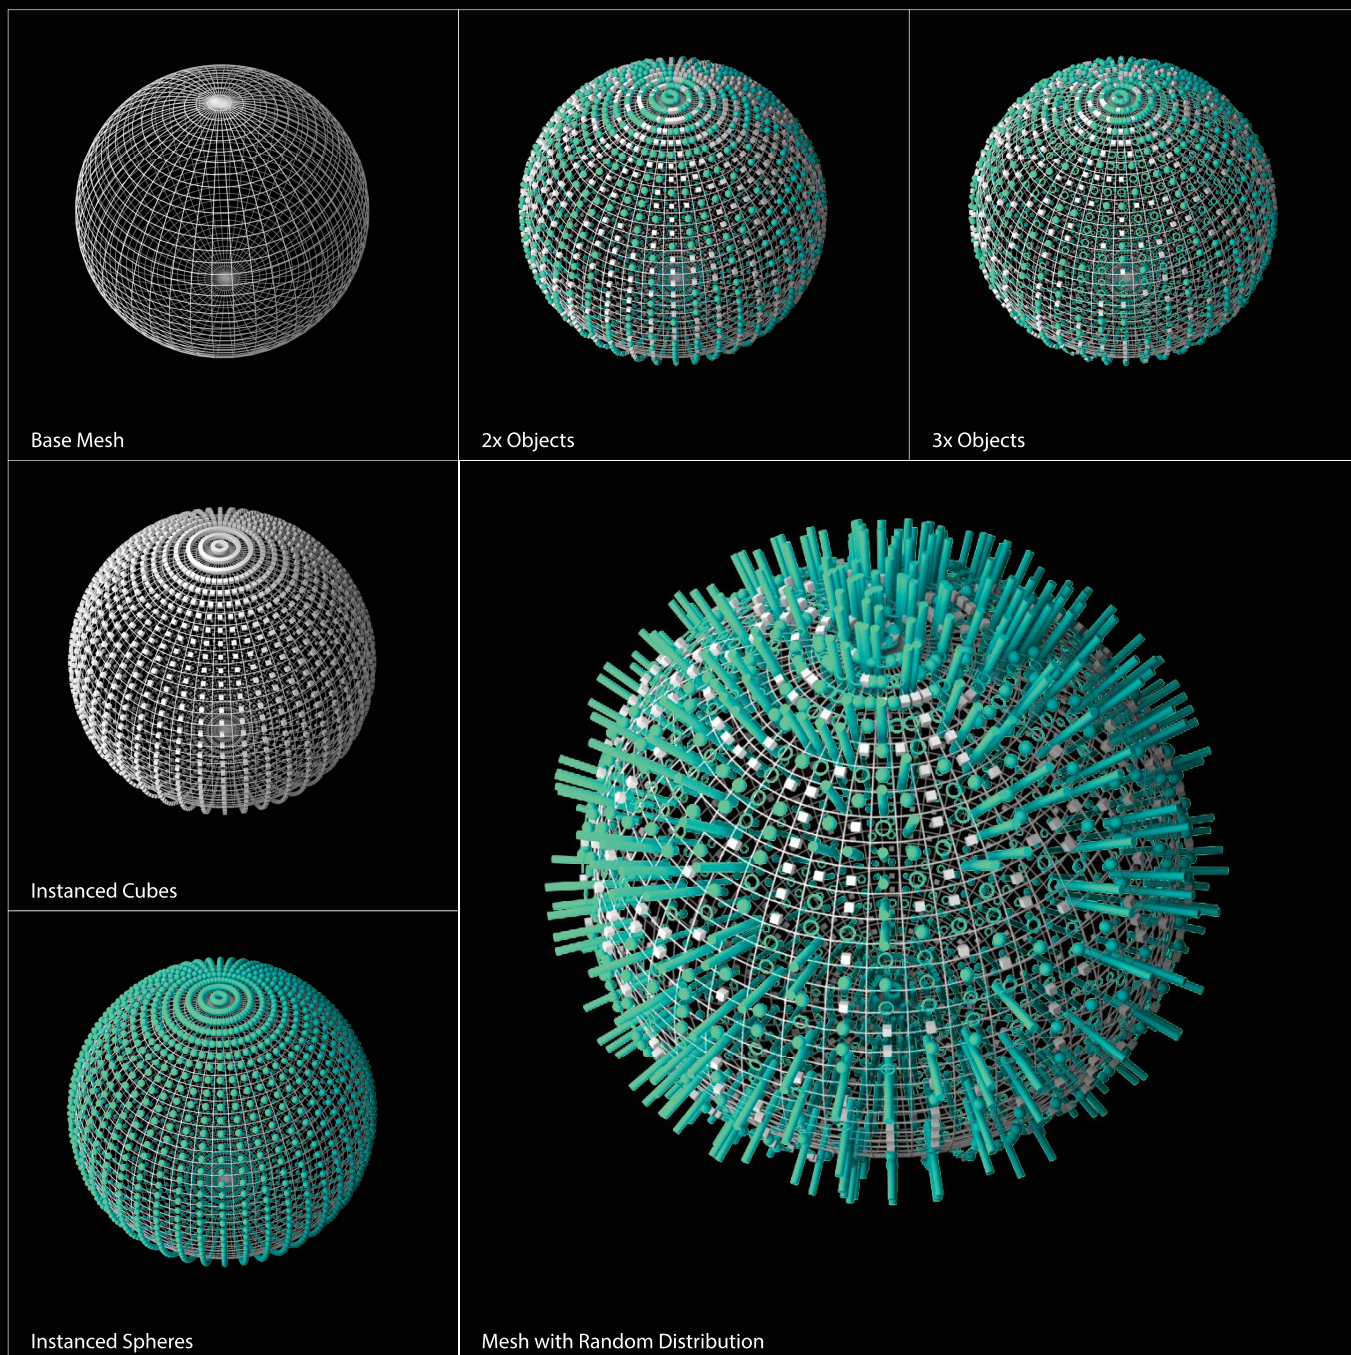 Base Mesh
2x Objects
3x Objects
Instanced Cubes
Instanced Spheres
Mesh with Random Distribution